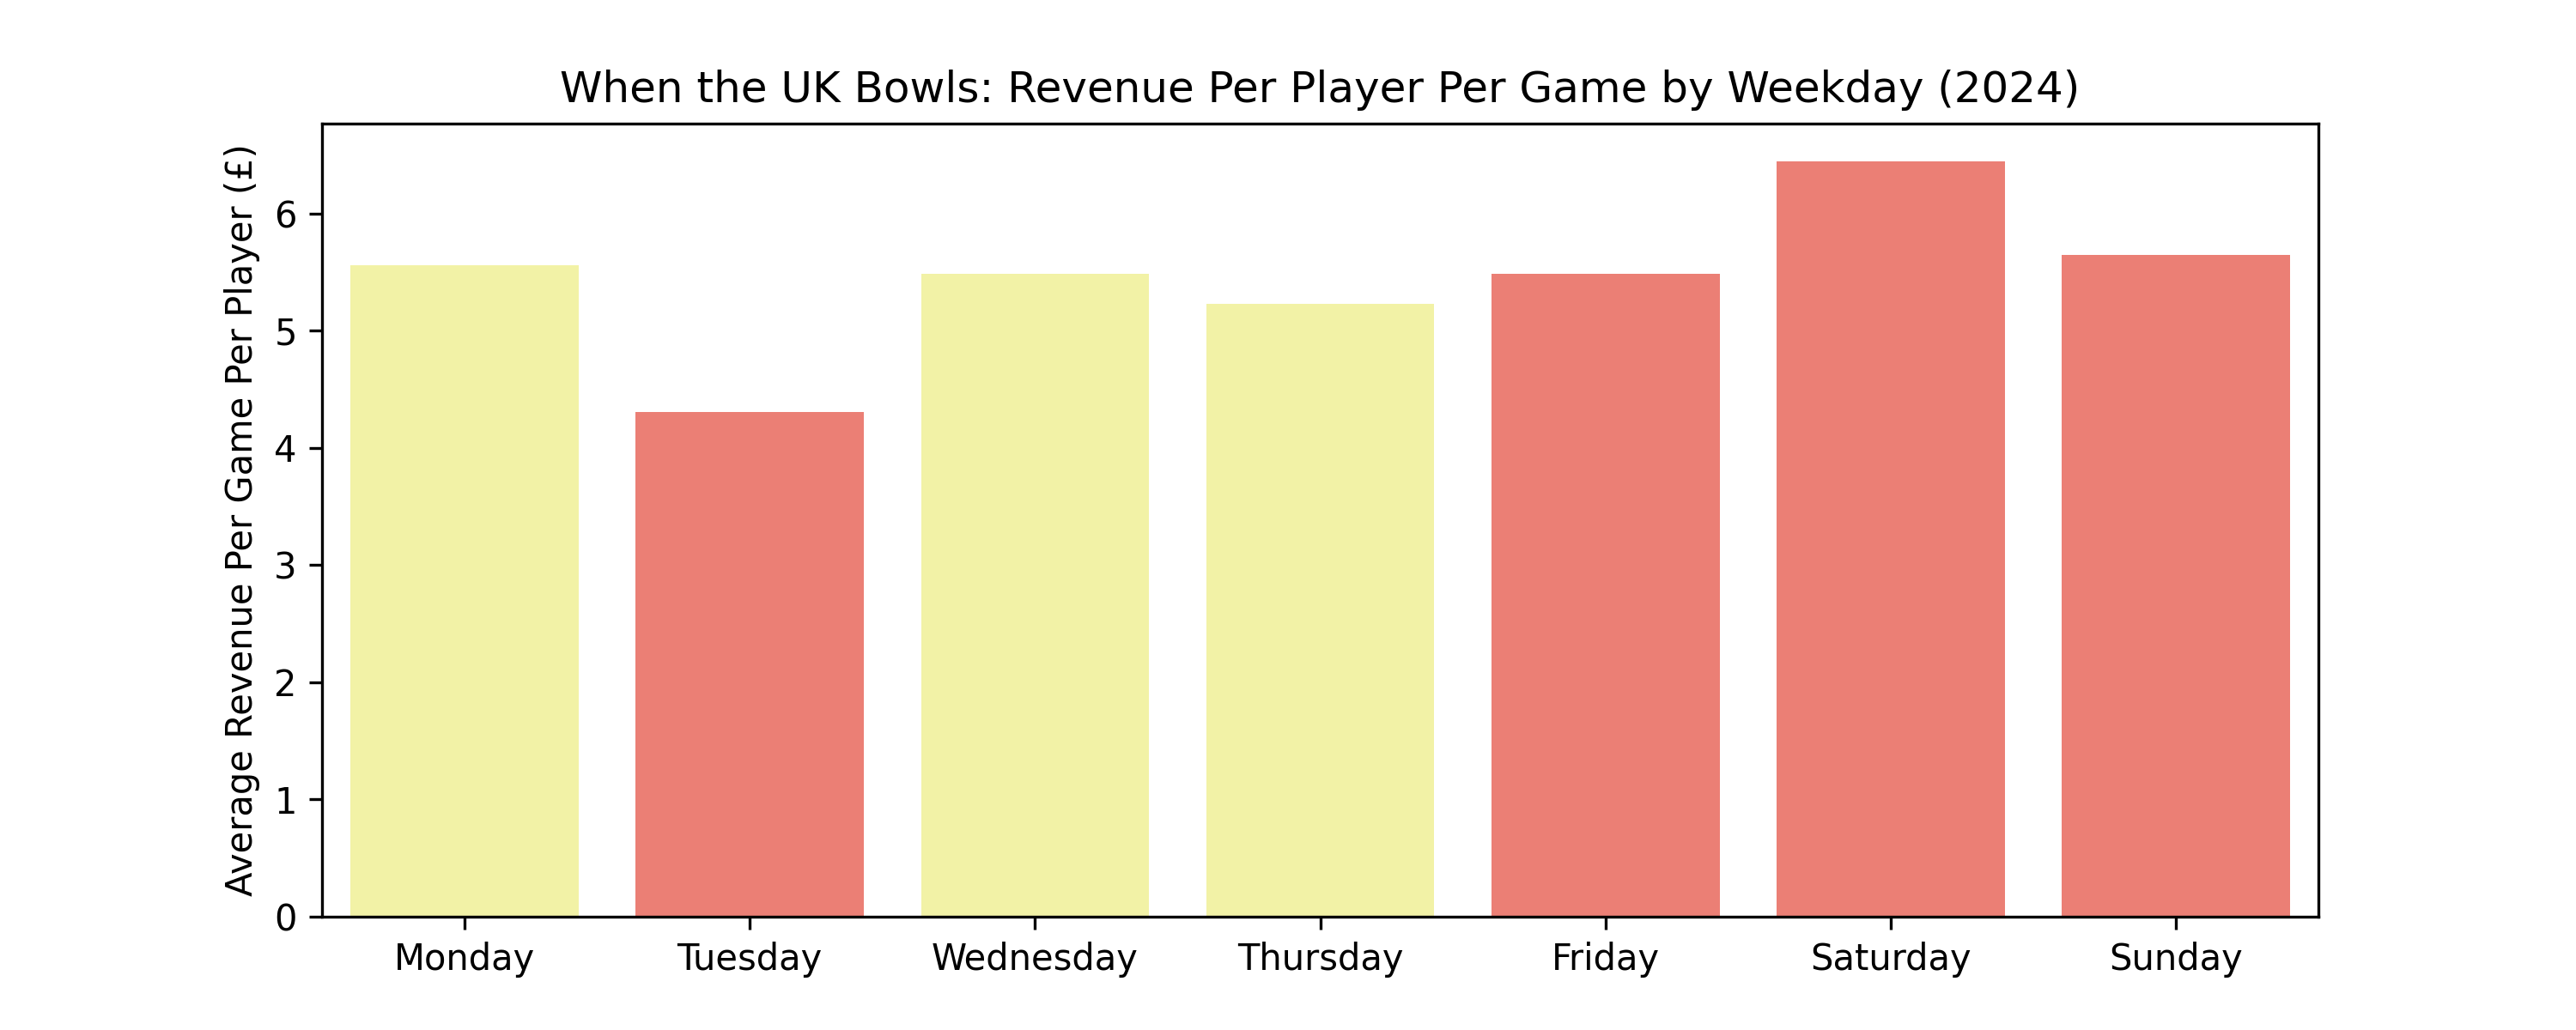 When the UK Bowls: Revenue Per Player Per Game by Weekday (2024)
Average Revenue Per Game Per Player (£)
6
5
4
3
2
1
0
Monday Tuesday Wednesday Thursday Friday Saturday Sunday